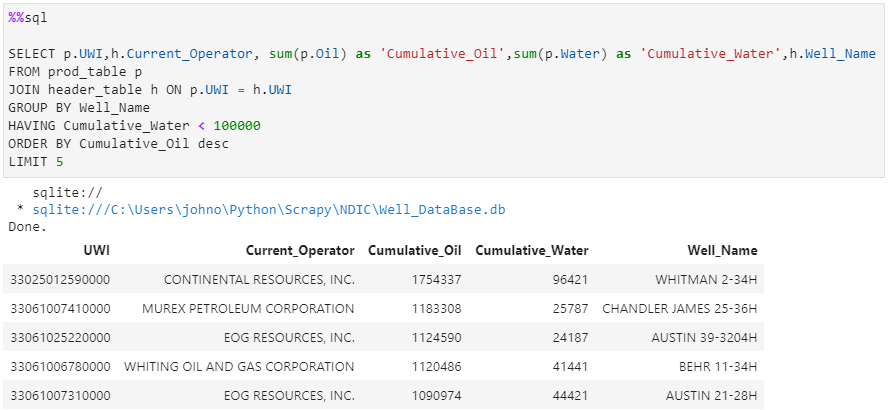 %%sql
SELECT p.UWI,h.Current_Operator, sum(p.Oil) as 'Cumulative_Oil',sum(p.Water) as 'Cumulative_Water',h.Well_Name
FROM prod_table p
JOIN header_table h ON p.UWI = h.UWI
GROUP BY Well_Name
HAVING Cumulative_Water < 100000
ORDER BY Cumulative_Oil desc
LIMIT 5
sqlite://
* sqlite:///C:\Users\johno\Python\Scrapy\NDIC\Well_DataBase.db
Done.
UWI Current_Operator Cumulative_Oil Cumulative_Water Well_Name
33025012590000 CONTINENTAL RESOURCES, INC. 1754337 96421 WHITMAN 2-34H
33061007410000 MUREX PETROLEUM CORPORATION 1183308 25787 CHANDLER JAMES 25-36H
33061025220000 EOG RESOURCES, INC. 1124590 24187 AUSTIN 39-3204H
33061006780000 WHITING OIL AND GAS CORPORATION 1120486 41441 BEHR 11-34H
33061007310000 EOG RESOURCES, INC. 1090974 44421 AUSTIN 21-28H